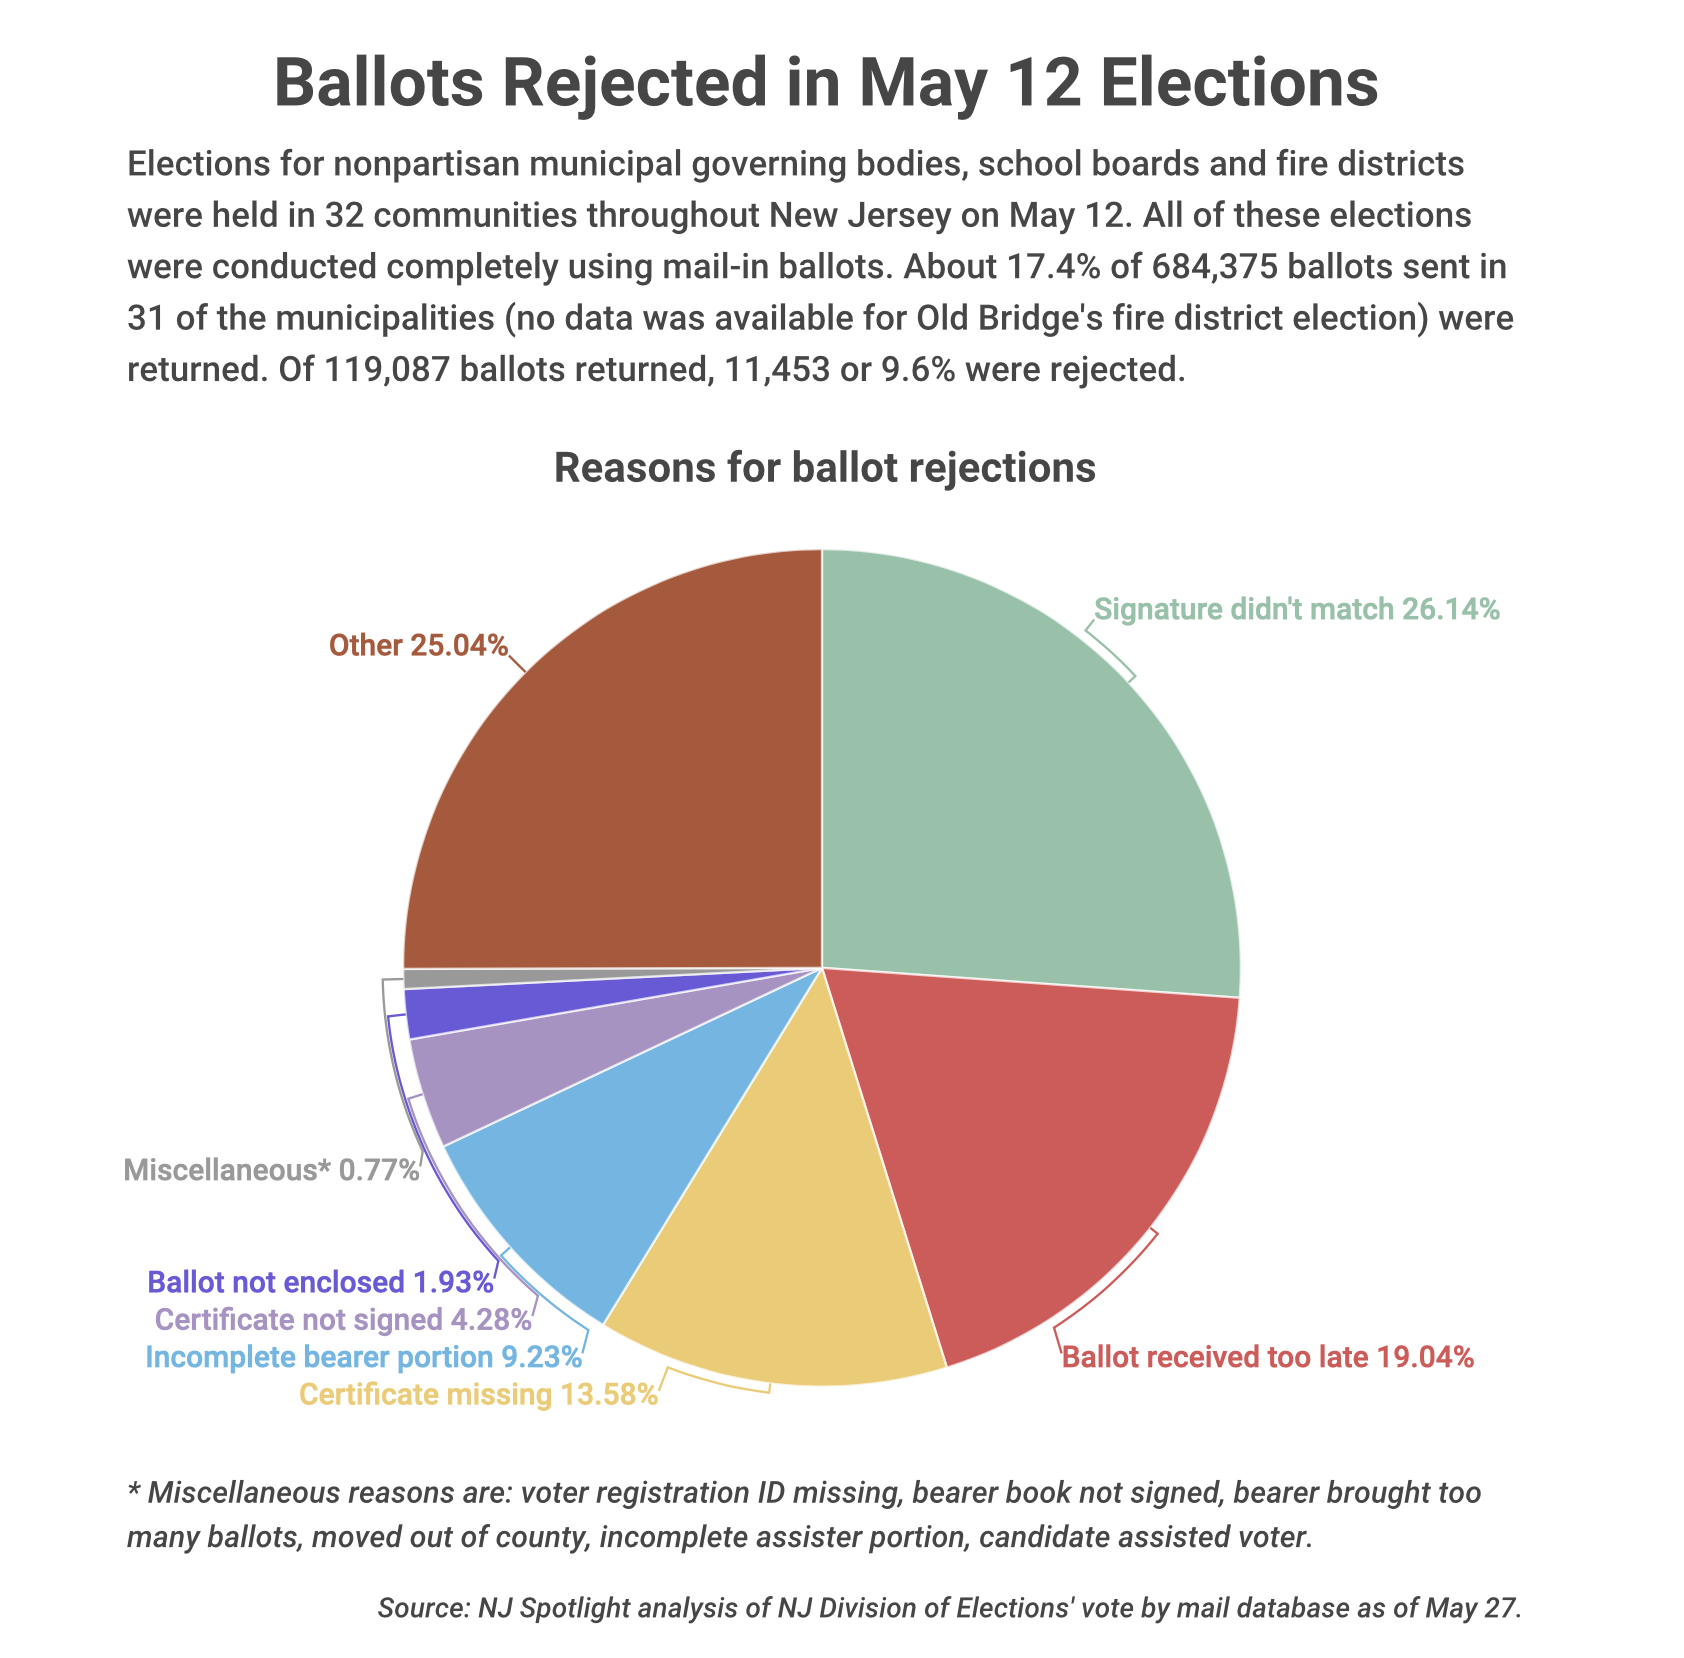 Ballots Rejected in May 12 Elections
Elections for nonpartisan municipal governing bodies, school boards and fire districts
were held in 32 communities throughout New Jersey on May 12. All of these elections
were conducted completely using mail-in ballots. About 17.4% of 684,375 ballots sent in
31 of the municipalities (no data was available for Old Bridge's fire district election) were
returned. Of 119,087 ballots returned, 11,453 or 9.6% were rejected.
Reasons for ballot rejections
Signature didn't match 26.14%
Other 25.04%
Miscellaneous* 0.77%
Ballot not enclosed 1.93%
Certificate not signed 4.28%
Incomplete bearer portion 9.23%
Ballot received too late 19.04%
Certificate missing 13.58%
* Miscellaneous reasons are: voter registration ID missing, bearer book not signed, bearer brought too
many ballots, moved out of county, incomplete assister portion, candidate assisted voter.
Source: NJ Spotlight analysis of NJ Division of Elections' vote by mail database as of May 27.